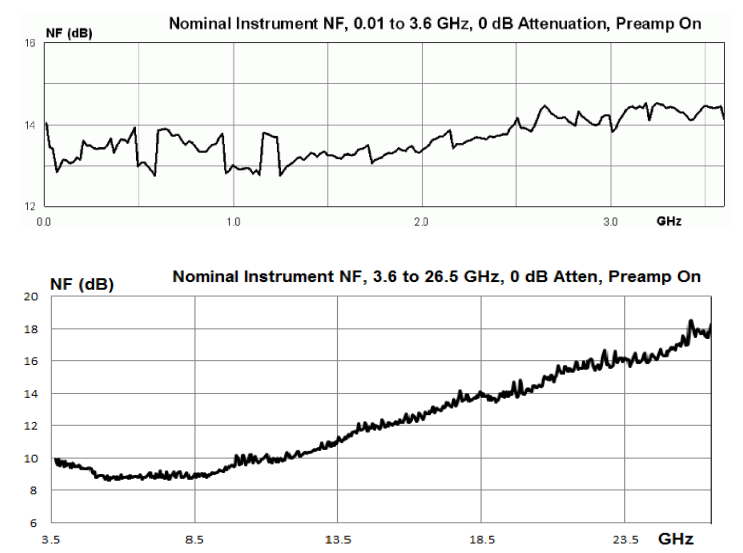 Nominal Instrument NF, 0.01 to 3.6 GHz, 0 dB Attenuation, Preamp On
NF (dB)
16
14
12
0.0 1.0 2.0 3.0 GHz
Nominal Instrument NF, 3.6 to 26.5 GHz, 0 dB Atten, Preamp On
NF (dB)
20
18
16
14
12
10
8
6
3.5 8.5 13.5 18.5 23.5 GHz